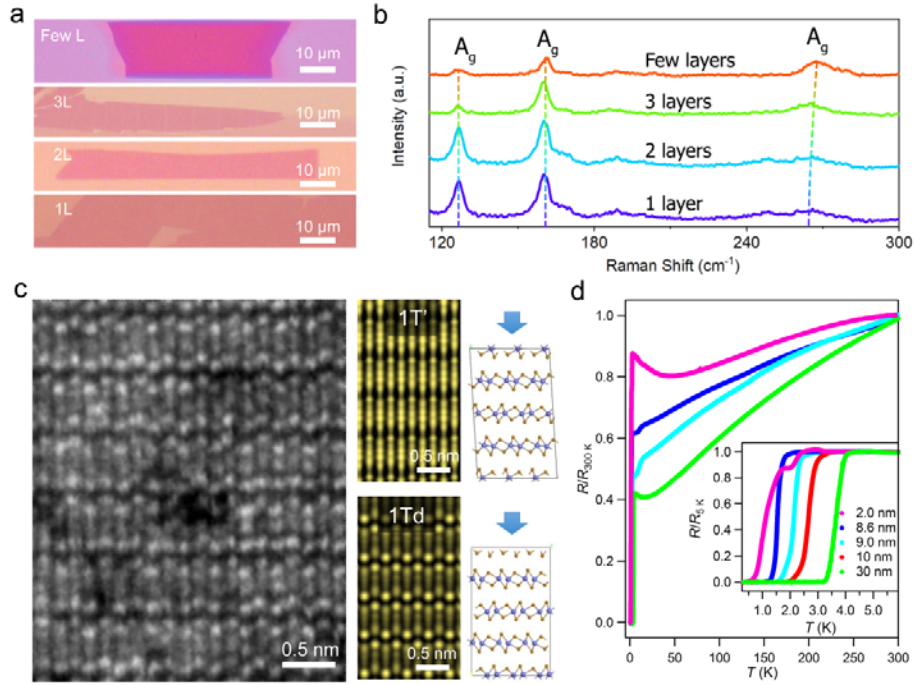 a
Few L
10 μm
3L
10 μm
2L
10 μm
1L
10 μm
b
Intensity (a.u.)
Ag
Ag
Ag
Few layers
3 layers
2 layers
1 layer
120
180
240
300
Raman Shift (cm-1)
c
0.5 nm
1T'
0.5 nm
1Td
0.5 nm
d
R/R300 K
1.0
0.8
0.6
0.4
0.2
0.0
0
50
100
150
200
250
300
T (K)
R/R5 K
1.0
0.8
0.6
0.4
0.2
0.0
1.0
2.0
3.0
4.0
5.0
T (K)
2.0 nm
8.6 nm
9.0 nm
10 nm
30 nm